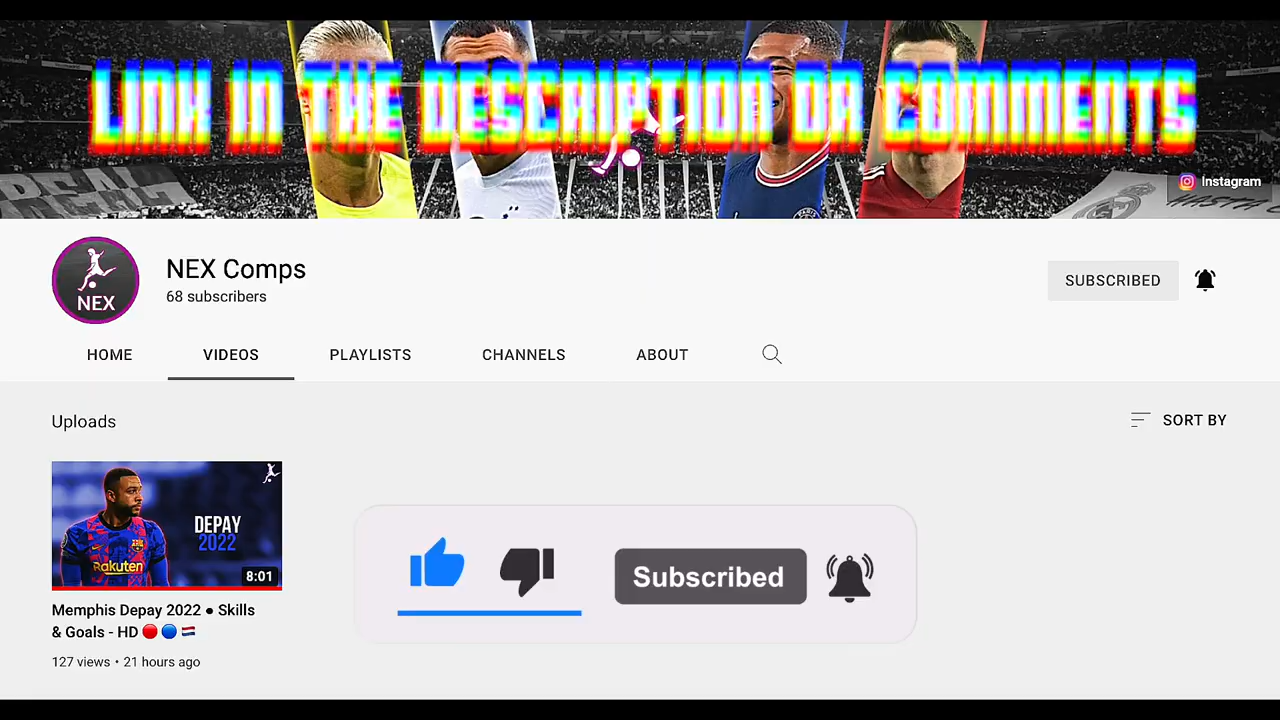 LINK IN THE DESCRIPTION OR COMMENTS
REAL
Instagram
HASTA
NEX
NEX Comps
68 subscribers
SUBSCRIBED
HOME
VIDEOS
PLAYLISTS
CHANNELS
ABOUT
Uploads
SORT BY
DEPAY
2022
Rakuten
8:01
Memphis Depay 2022 ● Skills
& Goals - HD 🔴 🔵 🇳🇱
127 views • 21 hours ago
Subscribed